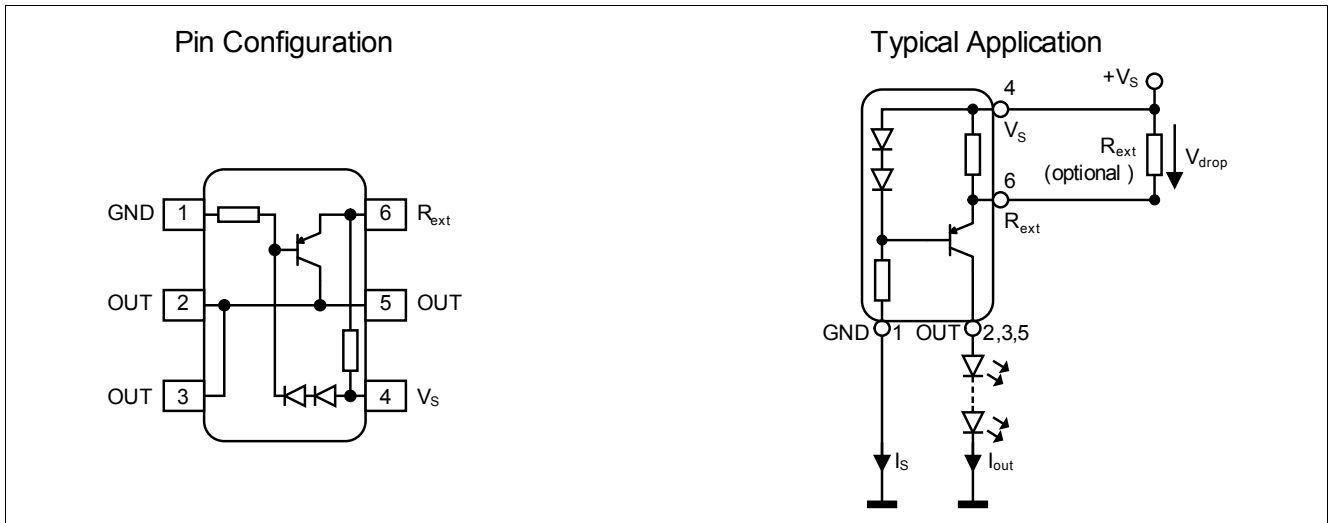 Pin Configuration
GND 1
6 Rext
OUT 2
5 OUT
OUT 3
4 VS
Typical Application
+VS
4
VS
Rext
(optional )
Vdrop
6
Rext
GND 1 OUT 2,3,5
IS
Iout